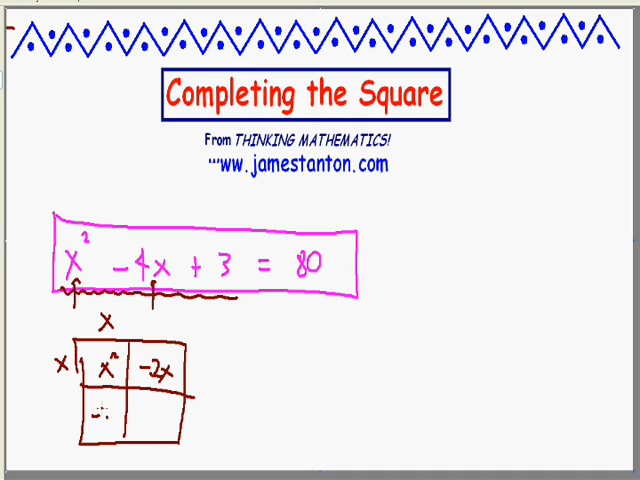 Completing the Square
From THINKING MATHEMATICS!
www.jamestanton.com
x² - 4x + 3 = 80
x
x x² -2x